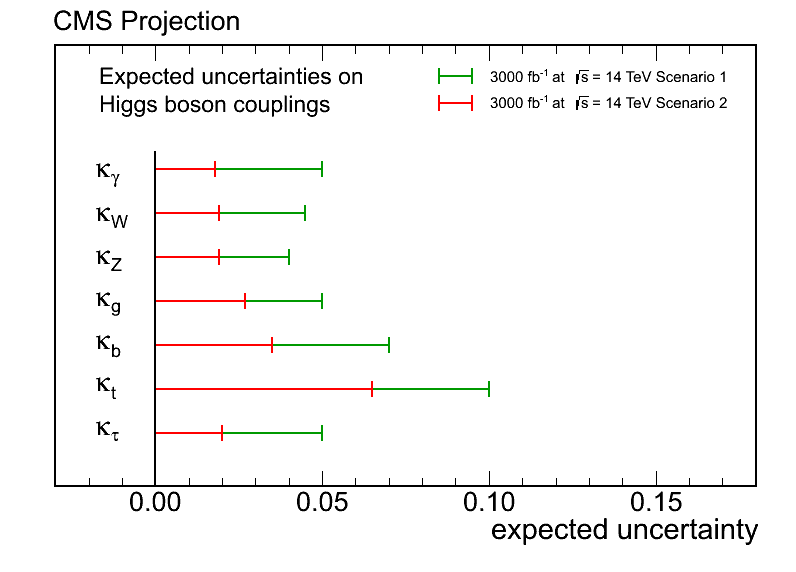 CMS Projection
Expected uncertainties on
Higgs boson couplings
3000 fb⁻¹ at √s = 14 TeV Scenario 1
3000 fb⁻¹ at √s = 14 TeV Scenario 2
κγ
κW
κZ
κg
κb
κt
κτ
0.00 0.05 0.10 0.15
expected uncertainty